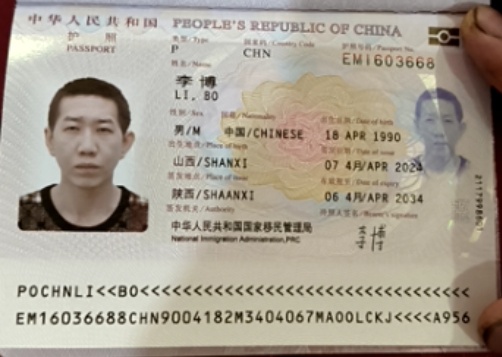 中华人民共和国 PEOPLE'S REPUBLIC OF CHINA
护照 类型/Type 国家码/Country Code 护照号码/Passport No.
PASSPORT P CHN EM1603668
姓名/Name
李博
LI, BO
性别/Sex 国籍/Nationality 出生日期/Date of birth
男/M 中国/CHINESE 18 APR 1990
出生地点/Place of birth 签发日期/Date of issue
山西/SHANXI 07 4月/APR 2024
签发地点/Place of issue 有效期至/Date of expiry
陕西/SHAANXI 06 4月/APR 2034
签发机关/Authority 持照人签名/Bearer's signature
中华人民共和国国家移民管理局 李博
National Immigration Administration,PRC
POCHNLI<<BO<<<<<<<<<<<<<<<<<<<<<<<<<<<<<<<<<
EM16036688CHN9004182M3404067MAOOLCKJ<<<<A956